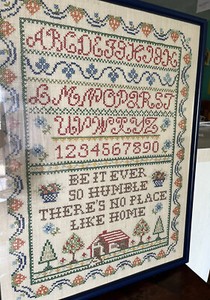 ABCDEFGHIJK
LMNOPQRST
UVWXYZ
1234567890
BE IT EVER
SO HUMBLE
THERE'S NO PLACE
LIKE HOME